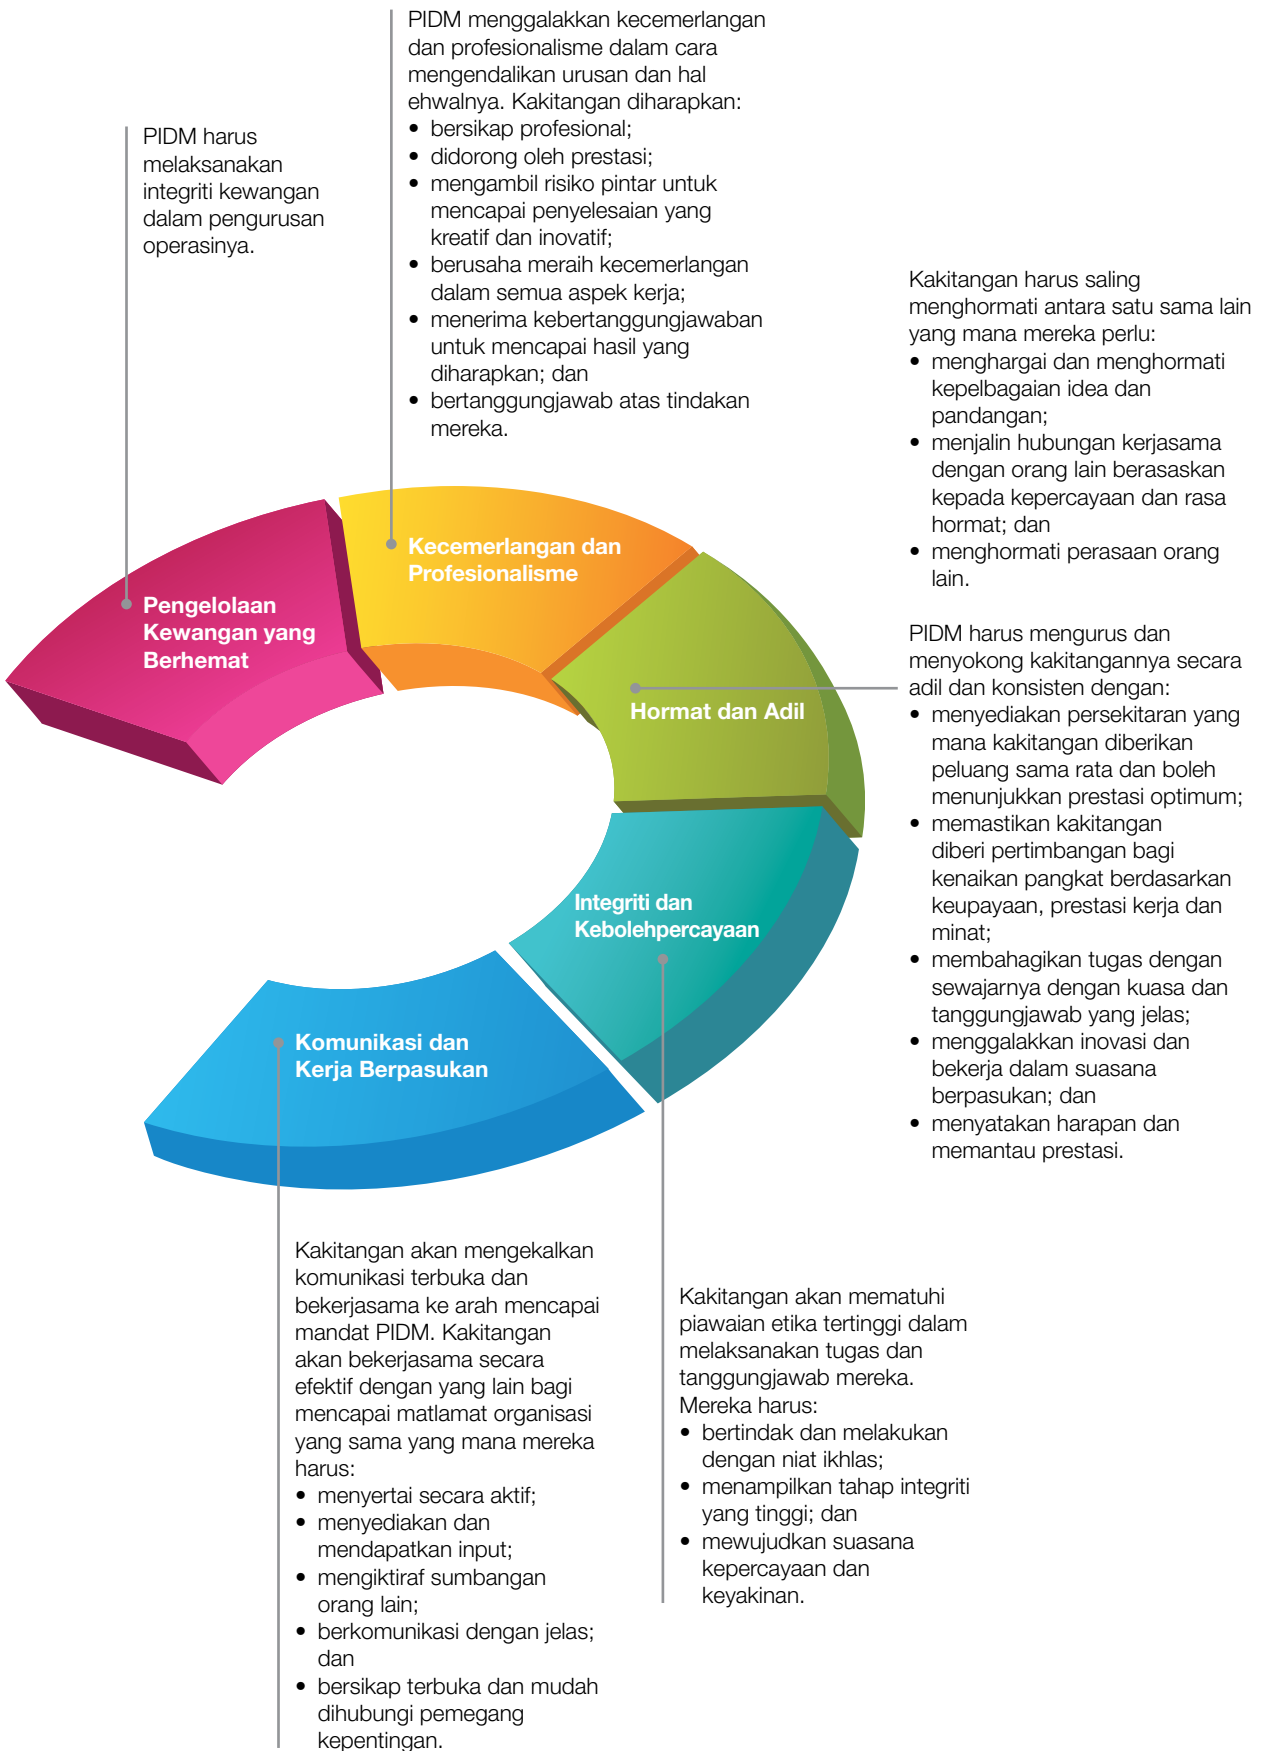 PIDM menggalakkan kecemerlangan
dan profesionalisme dalam cara
mengendalikan urusan dan hal
ehwalnya. Kakitangan diharapkan:
• bersikap profesional;
• didorong oleh prestasi;
• mengambil risiko pintar untuk
mencapai penyelesaian yang
kreatif dan inovatif;
• berusaha meraih kecemerlangan
dalam semua aspek kerja;
• menerima kebertanggungjawaban
untuk mencapai hasil yang
diharapkan; dan
• bertanggungjawab atas tindakan
mereka.
PIDM harus
melaksanakan
integriti kewangan
dalam pengurusan
operasinya.
Kakitangan harus saling
menghormati antara satu sama lain
yang mana mereka perlu:
• menghargai dan menghormati
kepelbagaian idea dan
pandangan;
• menjalin hubungan kerjasama
dengan orang lain berasaskan
kepada kepercayaan dan rasa
hormat; dan
• menghormati perasaan orang
lain.
PIDM harus mengurus dan
menyokong kakitangannya secara
adil dan konsisten dengan:
• menyediakan persekitaran yang
mana kakitangan diberikan
peluang sama rata dan boleh
menunjukkan prestasi optimum;
• memastikan kakitangan
diberi pertimbangan bagi
kenaikan pangkat berdasarkan
keupayaan, prestasi kerja dan
minat;
• membahagikan tugas dengan
sewajarnya dengan kuasa dan
tanggungjawab yang jelas;
• menggalakkan inovasi dan
bekerja dalam suasana
berpasukan; dan
• menyatakan harapan dan
memantau prestasi.
Kecemerlangan dan
Profesionalisme
Pengelolaan
Kewangan yang
Berhemat
Hormat dan Adil
Integriti dan
Kebolehpercayaan
Komunikasi dan
Kerja Berpasukan
Kakitangan akan mengekalkan
komunikasi terbuka dan
bekerjasama ke arah mencapai
mandat PIDM. Kakitangan
akan bekerjasama secara
efektif dengan yang lain bagi
mencapai matlamat organisasi
yang sama yang mana mereka
harus:
• menyertai secara aktif;
• menyediakan dan
mendapatkan input;
• mengiktiraf sumbangan
orang lain;
• berkomunikasi dengan jelas;
dan
• bersikap terbuka dan mudah
dihubungi pemegang
kepentingan.
Kakitangan akan mematuhi
piawaian etika tertinggi dalam
melaksanakan tugas dan
tanggungjawab mereka.
Mereka harus:
• bertindak dan melakukan
dengan niat ikhlas;
• menampilkan tahap integriti
yang tinggi; dan
• mewujudkan suasana
kepercayaan dan
keyakinan.